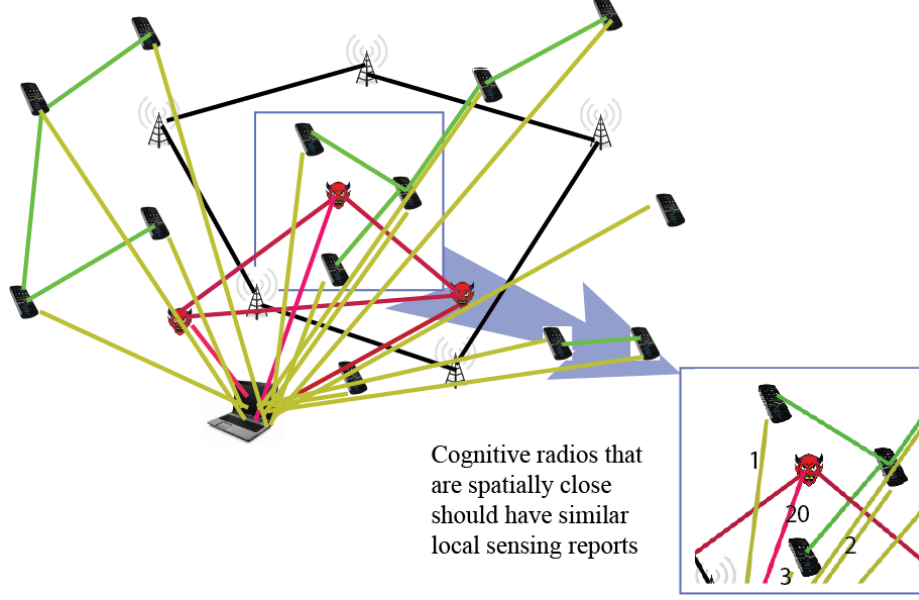 Cognitive radios that
are spatially close
should have similar
local sensing reports
1
20
2
3